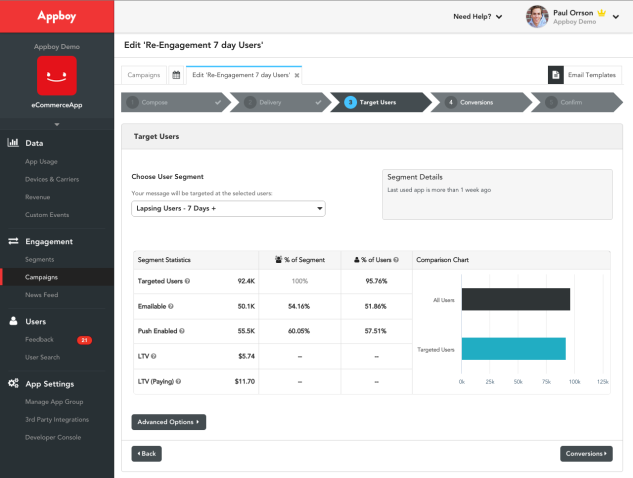 Appboy
Need Help?
Paul Orrson
Appboy Demo
Appboy Demo
eCommerceApp
Data
App Usage
Devices & Carriers
Revenue
Custom Events
Engagement
Segments
Campaigns
News Feed
Users
Feedback 21
User Search
App Settings
Manage App Group
3rd Party Integrations
Developer Console
Edit 'Re-Engagement 7 day Users'
Campaigns
Edit 'Re-Engagement 7 day Users' ×
Email Templates
1 Compose
2 Delivery
3 Target Users
4 Conversions
5 Confirm
Target Users
Choose User Segment
Your message will be targeted at the selected users:
Lapsing Users - 7 Days +
Segment Details
Last used app is more than 1 week ago
Segment Statistics % of Segment % of Users Comparison Chart
Targeted Users 92.4K 100% 95.76%
Emailable 50.1K 54.16% 51.86%
Push Enabled 55.5K 60.05% 57.51%
LTV $5.74 -- --
LTV (Paying) $11.70 -- --
All Users
Targeted Users
0k 25k 50k 75k 100k 125k
Advanced Options
Back
Conversions